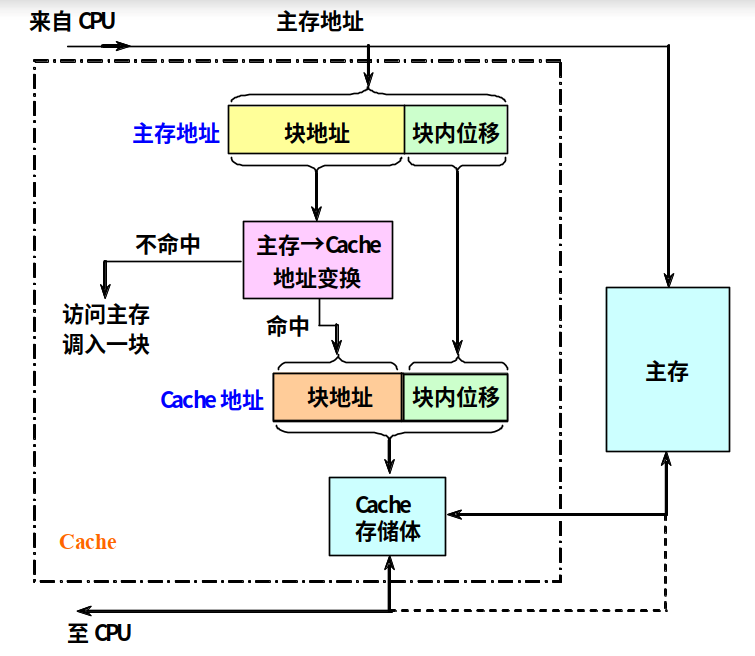 来自 CPU
主存地址
主存地址
块地址
块内位移
不命中
主存→Cache
地址变换
访问主存
调入一块
命中
主存
Cache 地址
块地址
块内位移
Cache
存储体
Cache
至 CPU